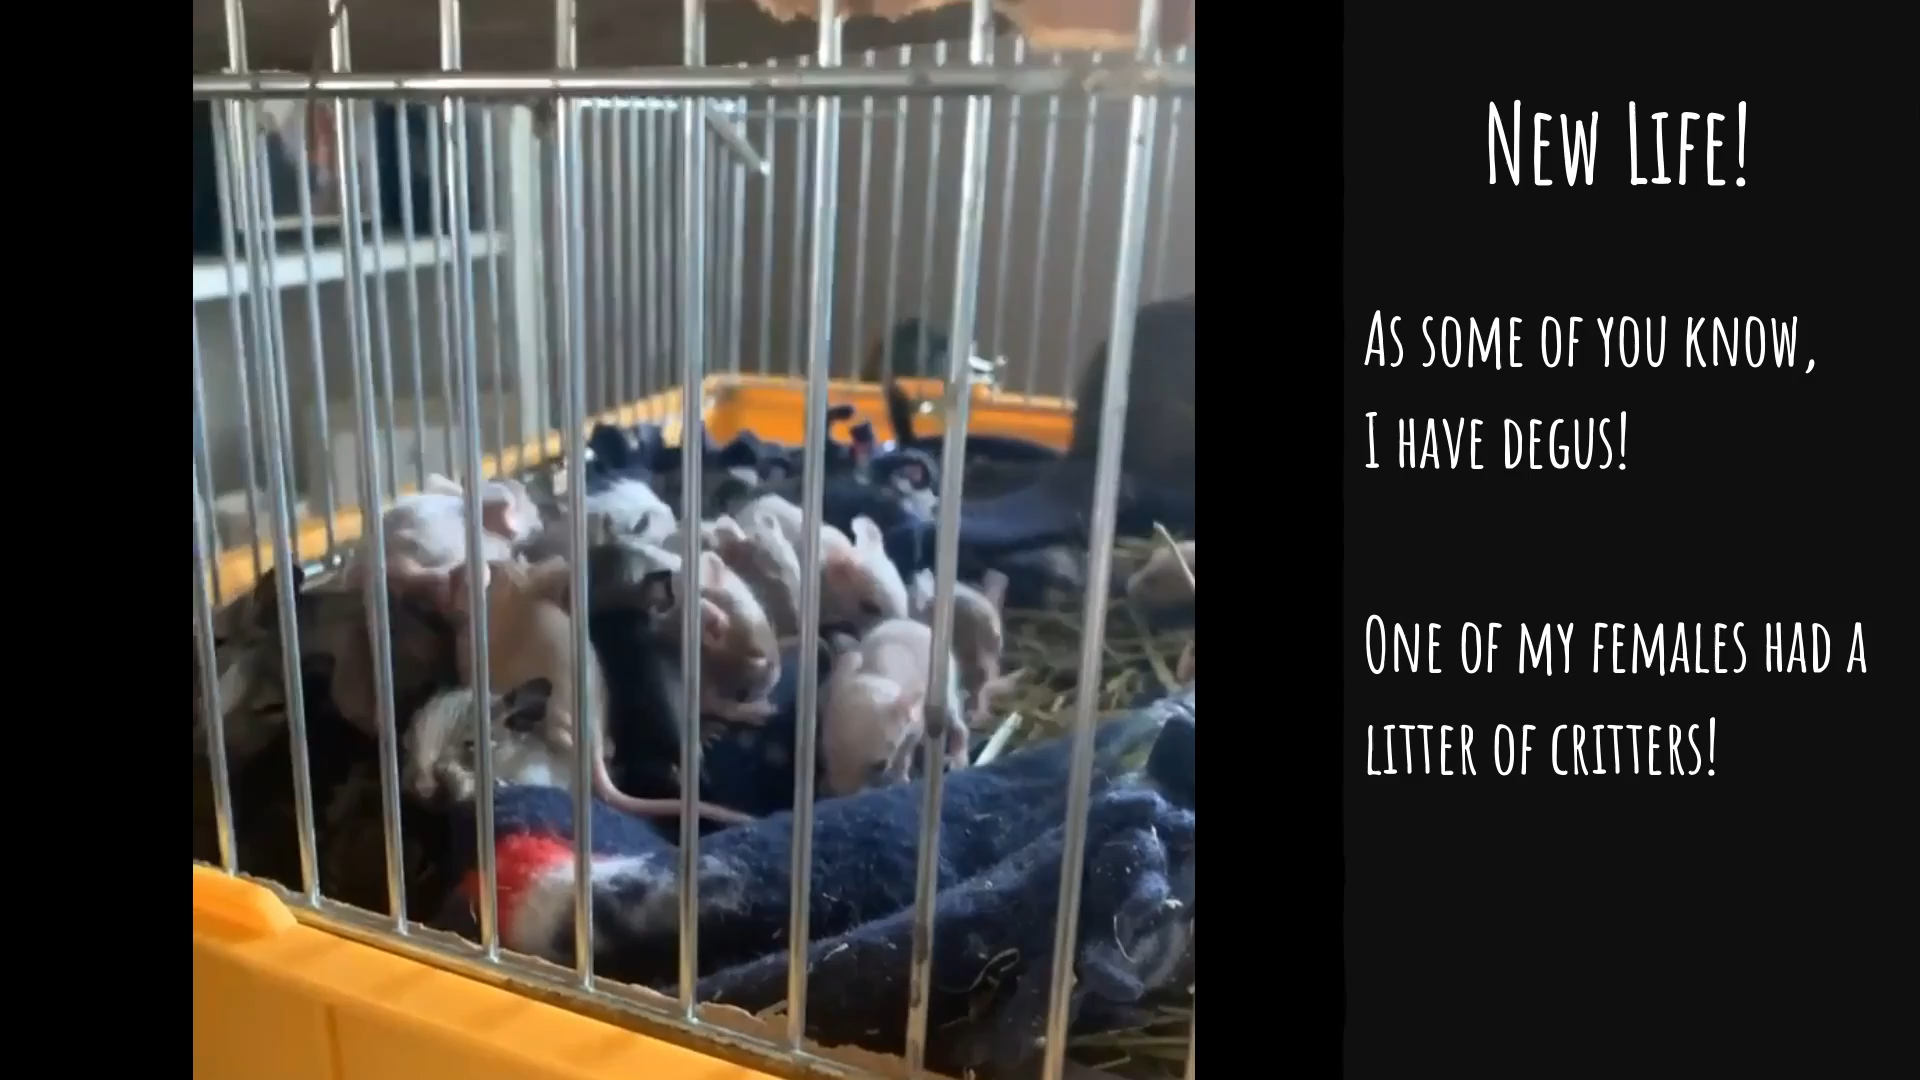 New Life!
As some of you know,
I have degus!
One of my females had a
litter of critters!